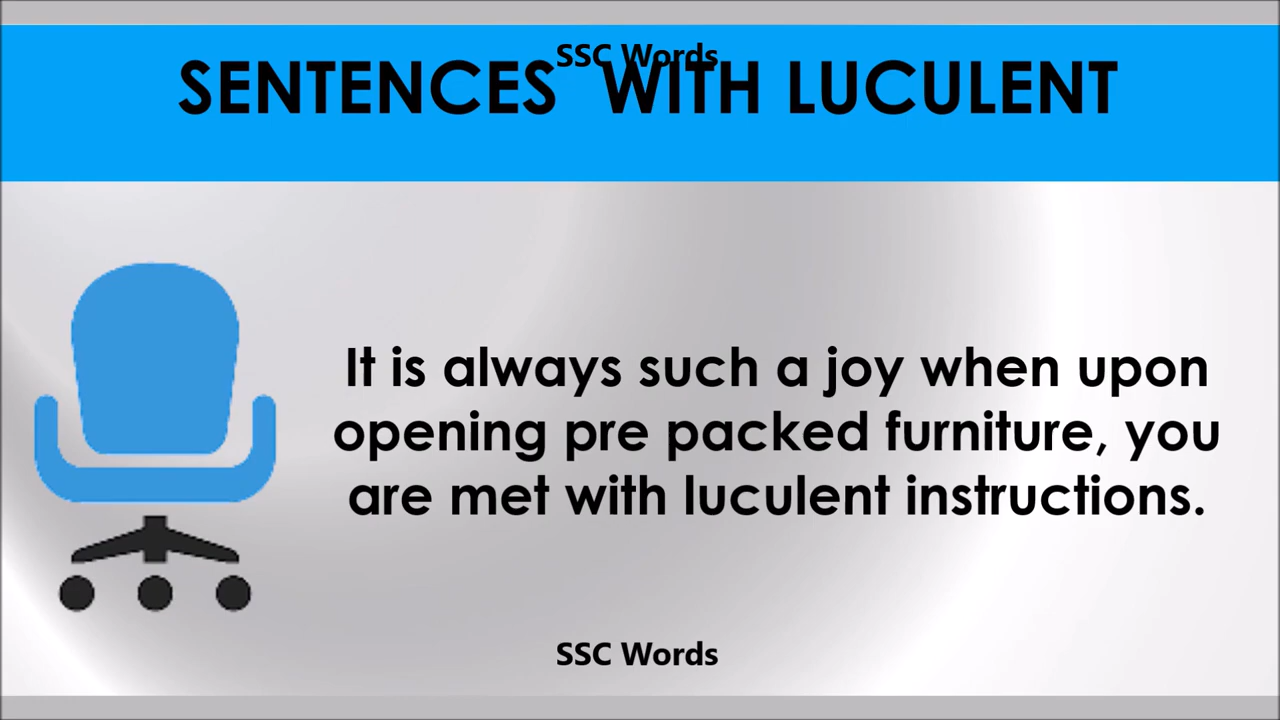 SSC Words
SENTENCES WITH LUCULENT
It is always such a joy when upon
opening pre packed furniture, you
are met with luculent instructions.
SSC Words